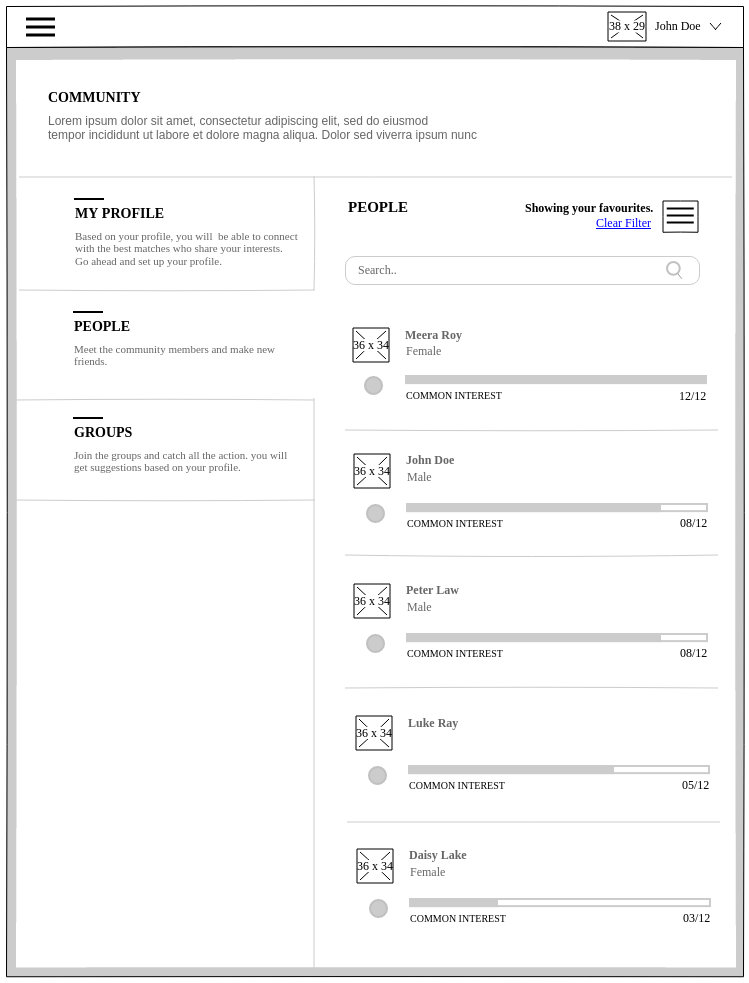 38 x 29 John Doe
COMMUNITY
Lorem ipsum dolor sit amet, consectetur adipiscing elit, sed do eiusmod
tempor incididunt ut labore et dolore magna aliqua. Dolor sed viverra ipsum nunc
MY PROFILE
Based on your profile, you will  be able to connect
with the best matches who share your interests.
Go ahead and set up your profile.
PEOPLE
Meet the community members and make new
friends.
GROUPS
Join the groups and catch all the action. you will
get suggestions based on your profile.
PEOPLE
Showing your favourites.
Clear Filter
Search..
36 x 34
Meera Roy
Female
COMMON INTEREST 12/12
36 x 34
John Doe
Male
COMMON INTEREST 08/12
36 x 34
Peter Law
Male
COMMON INTEREST 08/12
36 x 34
Luke Ray
COMMON INTEREST 05/12
36 x 34
Daisy Lake
Female
COMMON INTEREST 03/12